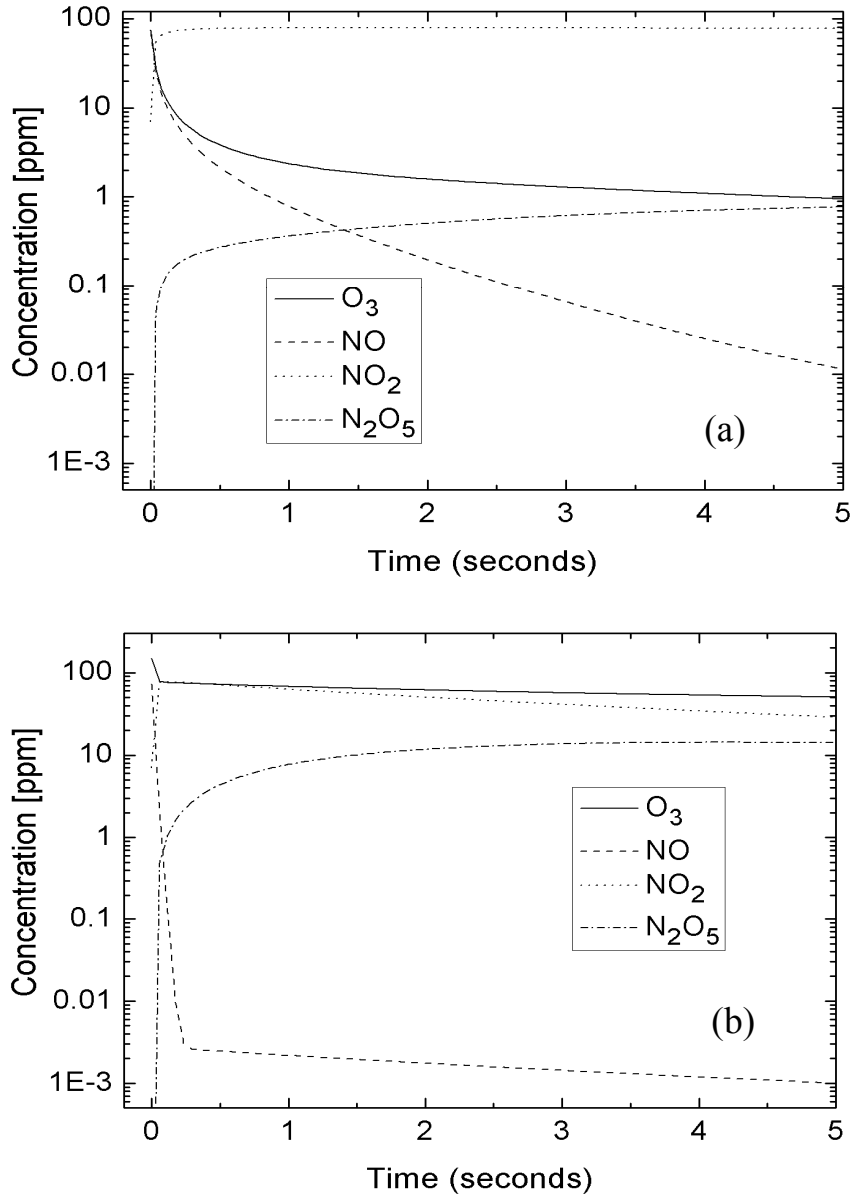 100
10
1
0.1
0.01
1E-3
Concentration [ppm]
O3
NO
NO2
N2O5
(a)
0 1 2 3 4 5
Time (seconds)
100
10
1
0.1
0.01
1E-3
Concentration [ppm]
O3
NO
NO2
N2O5
(b)
0 1 2 3 4 5
Time (seconds)